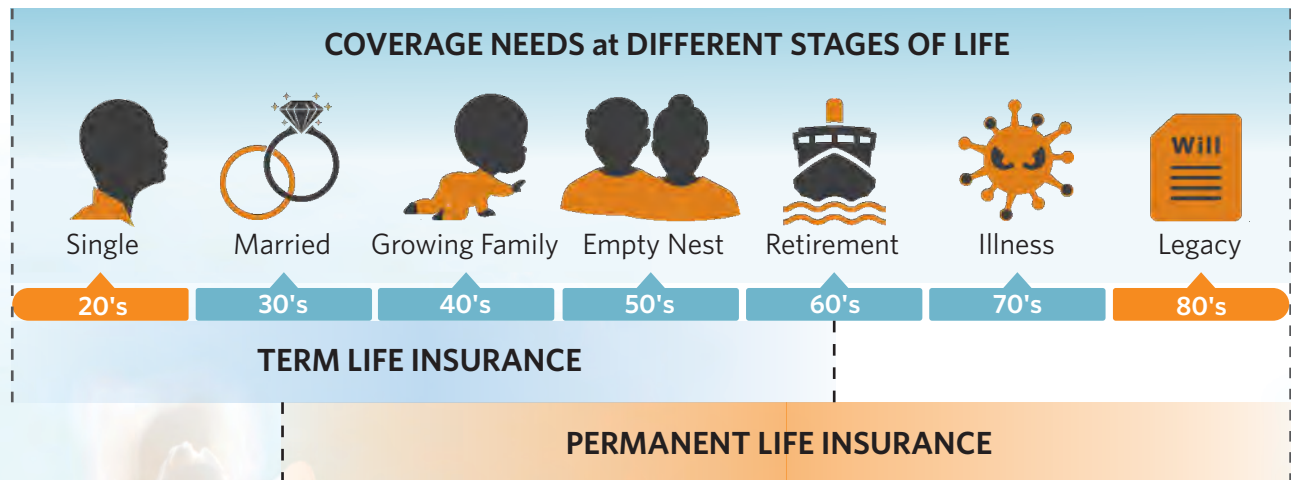 COVERAGE NEEDS at DIFFERENT STAGES OF LIFE
Will
Single Married Growing Family Empty Nest Retirement Illness Legacy
20's 30's 40's 50's 60's 70's 80's
TERM LIFE INSURANCE
PERMANENT LIFE INSURANCE